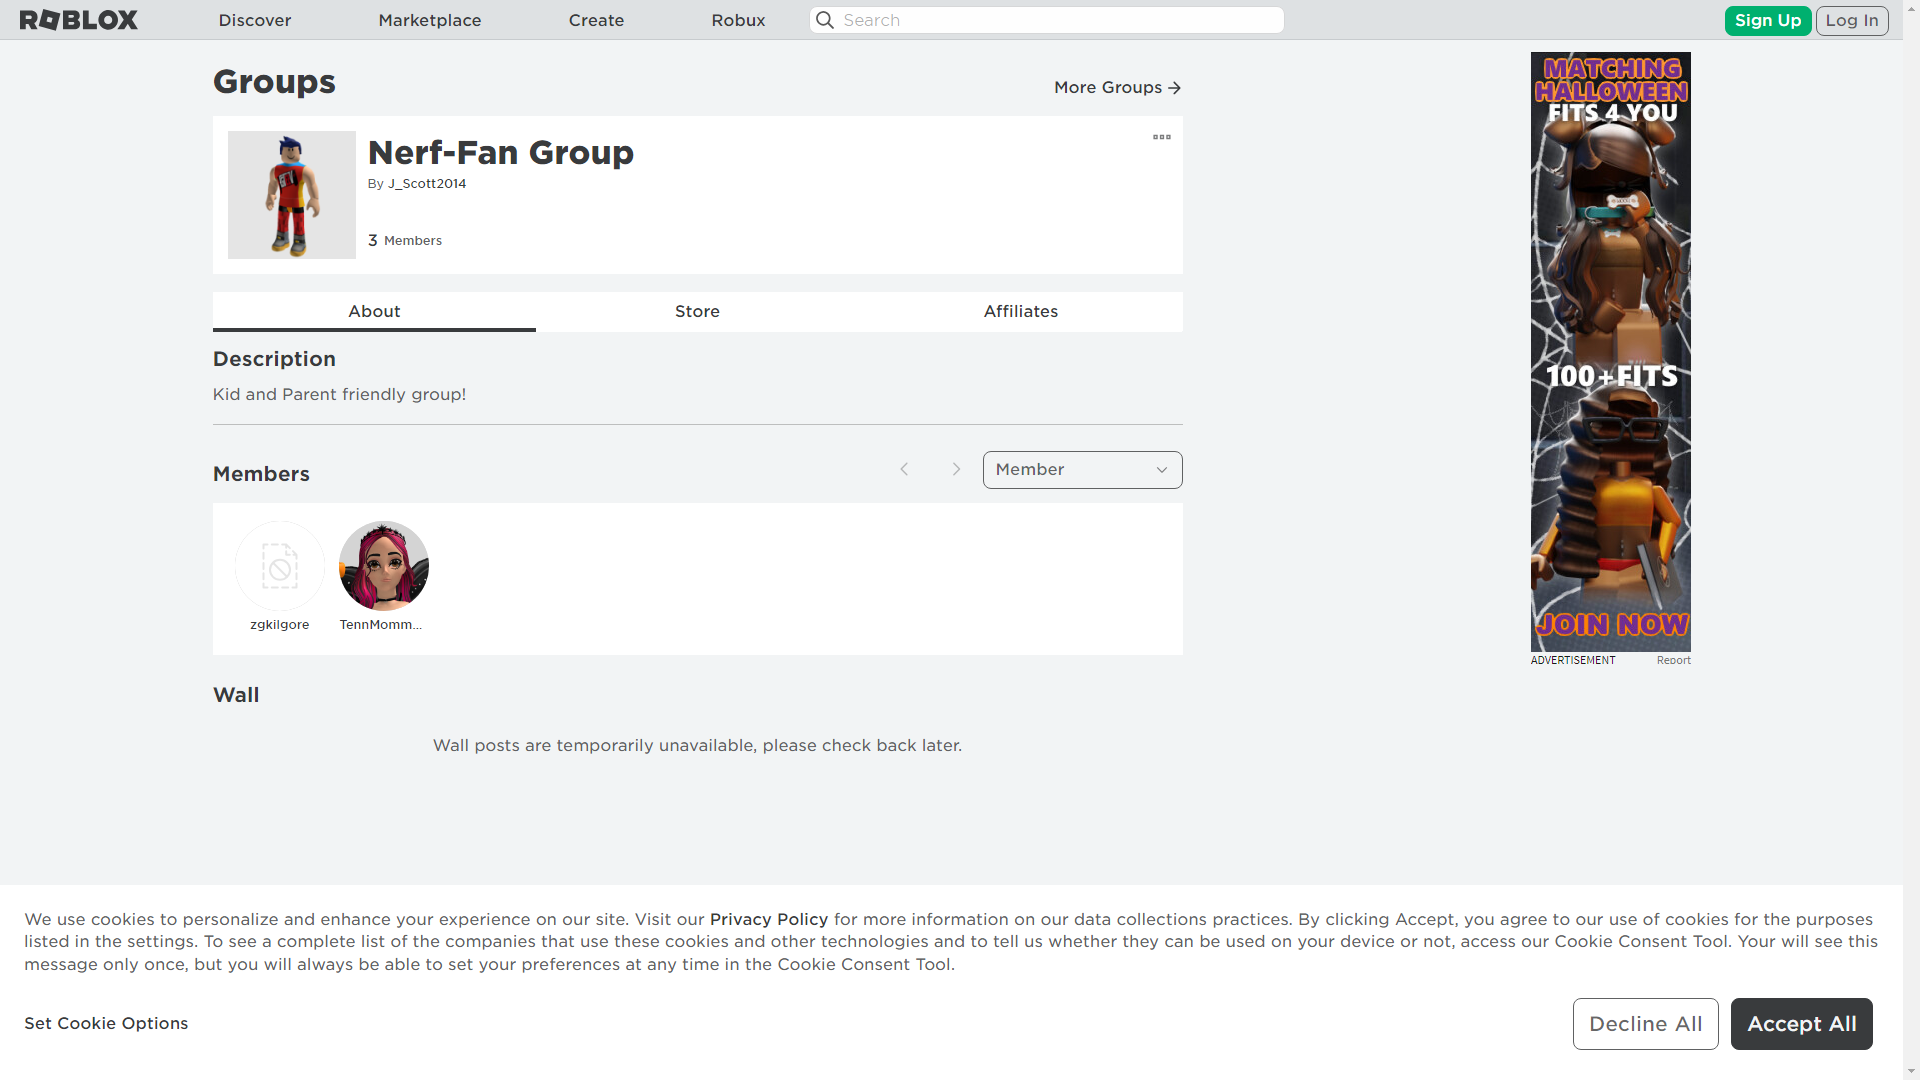 ROBLOX
Discover
Marketplace
Create
Robux
Search
Sign Up
Log In
Groups
More Groups
Nerf-Fan Group
By J_Scott2014
3 Members
About
Store
Affiliates
Description
Kid and Parent friendly group!
Members
Member
zgkilgore
TennMomm...
Wall
Wall posts are temporarily unavailable, please check back later.
MATCHING
HALLOWEEN
FITS 4 YOU
100+FITS
JOIN NOW
ADVERTISEMENT
Report
We use cookies to personalize and enhance your experience on our site. Visit our Privacy Policy for more information on our data collections practices. By clicking Accept, you agree to our use of cookies for the purposes
listed in the settings. To see a complete list of the companies that use these cookies and other technologies and to tell us whether they can be used on your device or not, access our Cookie Consent Tool. Your will see this
message only once, but you will always be able to set your preferences at any time in the Cookie Consent Tool.
Set Cookie Options
Decline All
Accept All